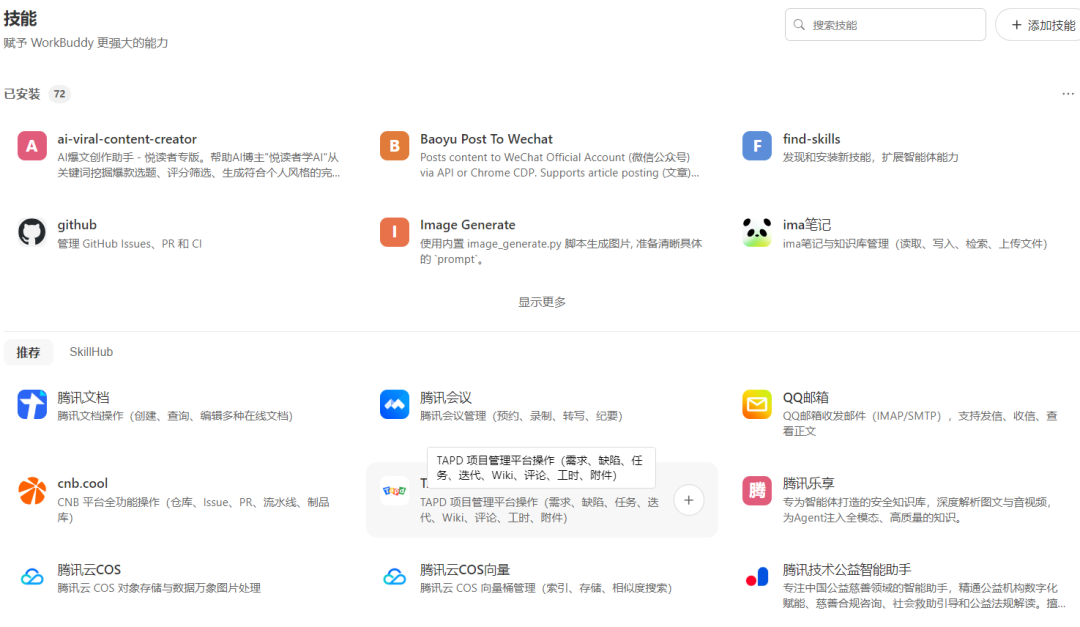 技能
赋予 WorkBuddy 更强大的能力
搜索技能
+ 添加技能
已安装 72
...
A
ai-viral-content-creator
AI爆文创作助手 - 悦读者专版。帮助AI博主"悦读者学AI"从
关键词挖掘爆款选题、评分筛选、生成符合个人风格的完...
B
Baoyu Post To Wechat
Posts content to WeChat Official Account (微信公众号)
via API or Chrome CDP. Supports article posting (文章)...
F
find-skills
发现和安装新技能，扩展智能体能力
github
管理 GitHub Issues、PR 和 CI
I
Image Generate
使用内置 image_generate.py 脚本生成图片, 准备清晰具体
的 `prompt`。
ima笔记
ima笔记与知识库管理（读取、写入、检索、上传文件）
显示更多
推荐 SkillHub
腾讯文档
腾讯文档操作（创建、查询、编辑多种在线文档）
腾讯会议
腾讯会议管理（预约、录制、转写、纪要）
QQ邮箱
QQ邮箱收发邮件（IMAP/SMTP），支持发信、收信、查
看正文
cnb.cool
CNB 平台全功能操作（仓库、Issue、PR、流水线、制品
库）
TAPD 项目管理平台操作（需求、缺陷、任
务、迭代、Wiki、评论、工时、附件）
TAPD
TAPD 项目管理平台操作（需求、缺陷、任务、迭
代、Wiki、评论、工时、附件）
+
腾
腾讯乐享
专为智能体打造的安全知识库，深度解析图文与音视频，
为Agent注入全模态、高质量的知识。
腾讯云COS
腾讯云 COS 对象存储与数据万象图片处理
腾讯云COS向量
腾讯云 COS 向量桶管理（索引、存储、相似度搜索）
腾讯技术公益智能助手
专注中国公益慈善领域的智能助手，精通公益机构数字化
赋能、慈善合规咨询、社会救助引导和公益法规解读。擅...